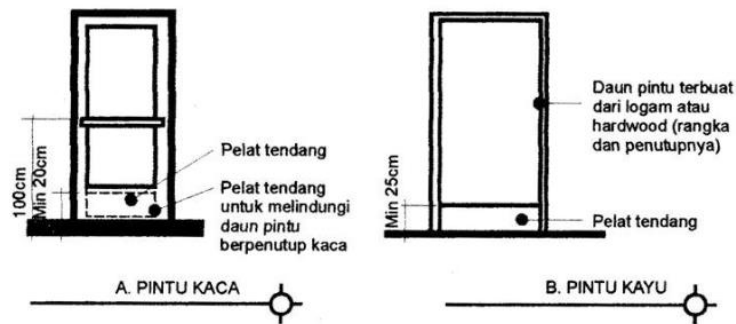 100cm
Min 20cm
Pelat tendang
Pelat tendang
untuk melindungi
daun pintu
berpenutup kaca
A. PINTU KACA
Min 25cm
Daun pintu terbuat
dari logam atau
hardwood (rangka
dan penutupnya)
Pelat tendang
B. PINTU KAYU